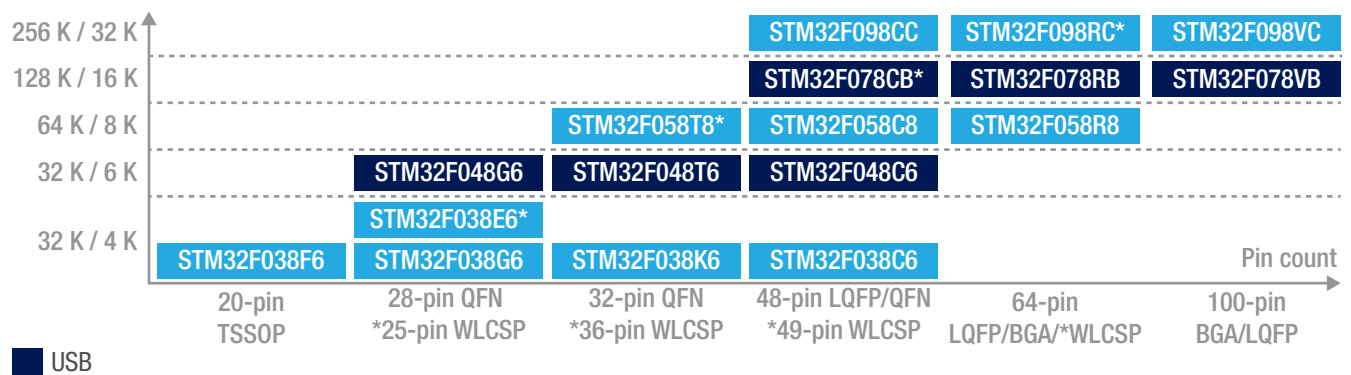 256 K / 32 K STM32F098CC STM32F098RC* STM32F098VC
128 K / 16 K STM32F078CB* STM32F078RB STM32F078VB
64 K / 8 K STM32F058T8* STM32F058C8 STM32F058R8
32 K / 6 K STM32F048G6 STM32F048T6 STM32F048C6
STM32F038E6*
32 K / 4 K
STM32F038F6 STM32F038G6 STM32F038K6 STM32F038C6
Pin count
20-pin 28-pin QFN 32-pin QFN 48-pin LQFP/QFN 64-pin 100-pin
TSSOP *25-pin WLCSP *36-pin WLCSP *49-pin WLCSP LQFP/BGA/*WLCSP BGA/LQFP
USB